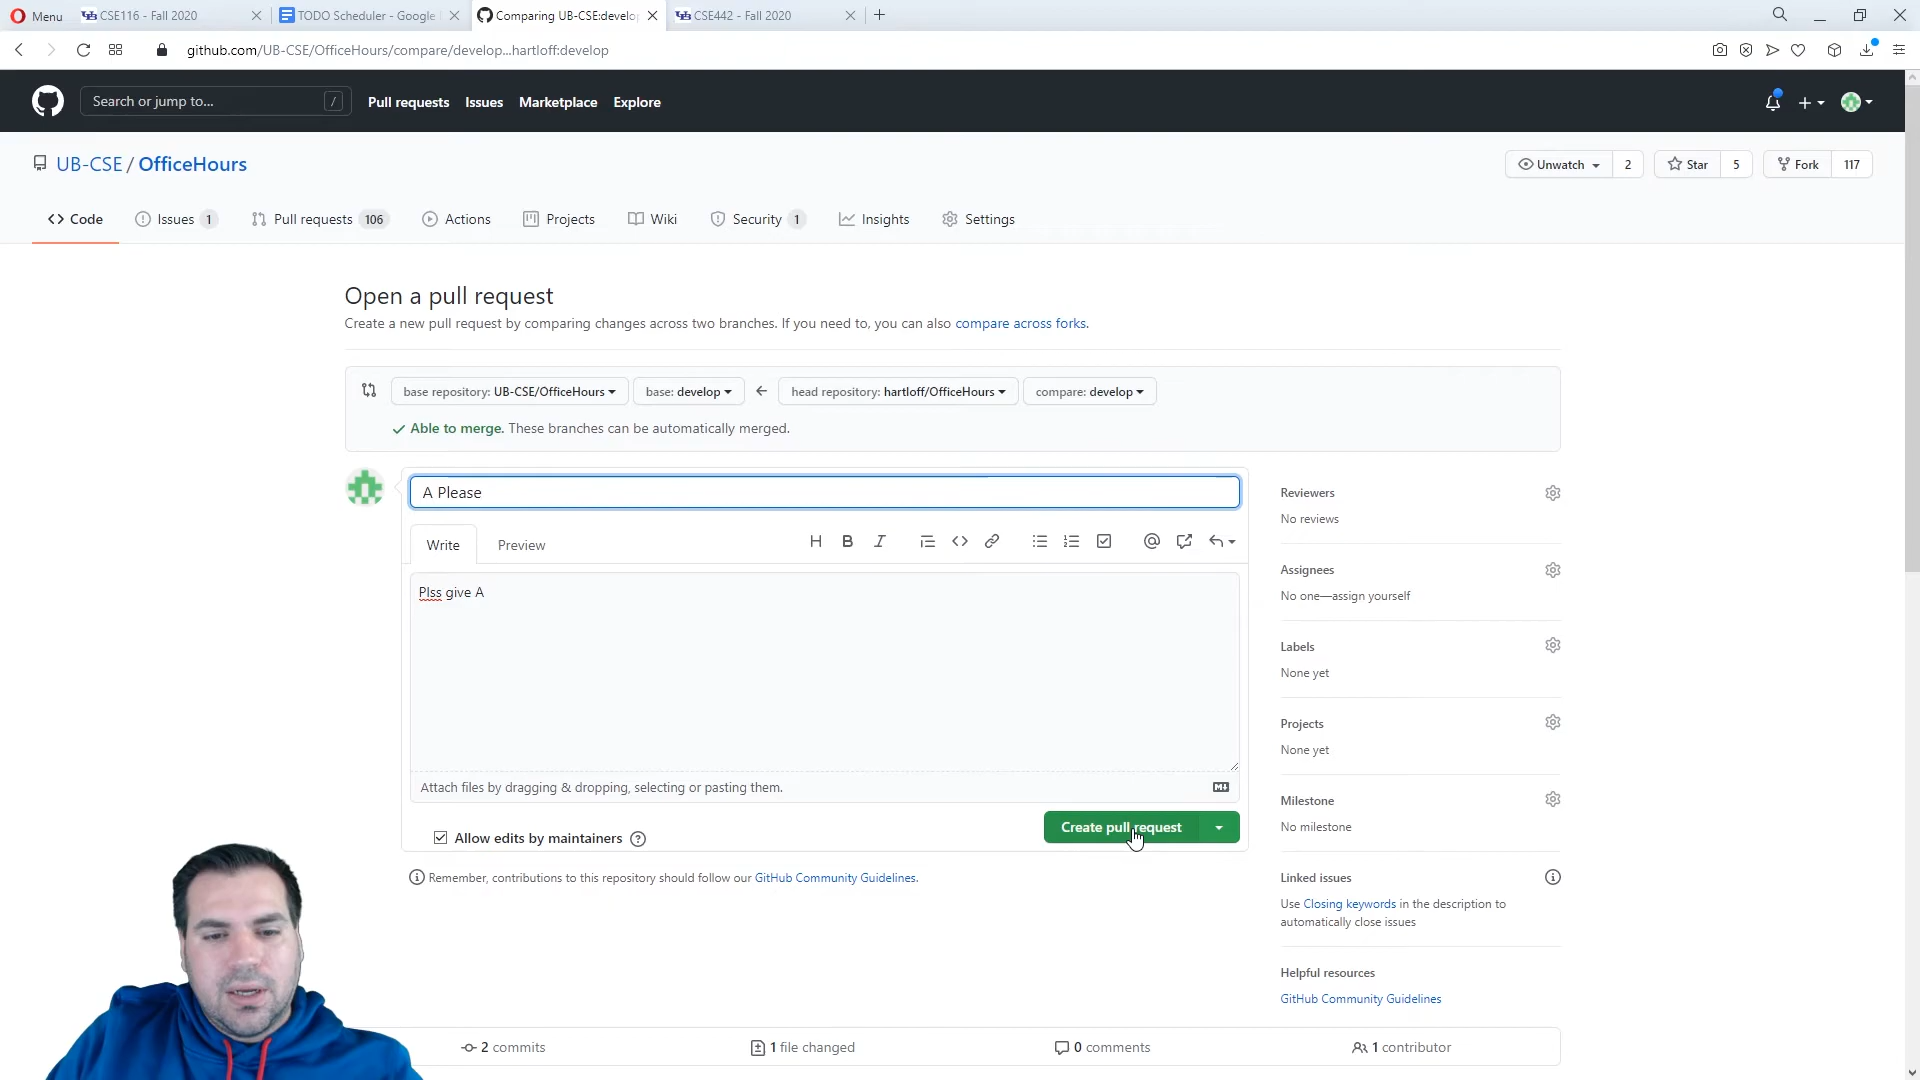 Menu
CSE116 - Fall 2020
TODO Scheduler - Google
Comparing UB-CSE:develo
CSE442 - Fall 2020
github.com/UB-CSE/OfficeHours/compare/develop...hartloff:develop
Search or jump to...
/
Pull requests
Issues
Marketplace
Explore
UB-CSE / OfficeHours
Unwatch 2
Star 5
Fork 117
Code
Issues 1
Pull requests 106
Actions
Projects
Wiki
Security 1
Insights
Settings
Open a pull request
Create a new pull request by comparing changes across two branches. If you need to, you can also compare across forks.
base repository: UB-CSE/OfficeHours
base: develop
head repository: hartloff/OfficeHours
compare: develop
Able to merge. These branches can be automatically merged.
A Please
Write
Preview
H B I
Plss give A
Attach files by dragging & dropping, selecting or pasting them.
Allow edits by maintainers
Create pull request
Remember, contributions to this repository should follow our GitHub Community Guidelines.
Reviewers
No reviews
Assignees
No one—assign yourself
Labels
None yet
Projects
None yet
Milestone
No milestone
Linked issues
Use Closing keywords in the description to
automatically close issues
Helpful resources
GitHub Community Guidelines
2 commits
1 file changed
0 comments
1 contributor